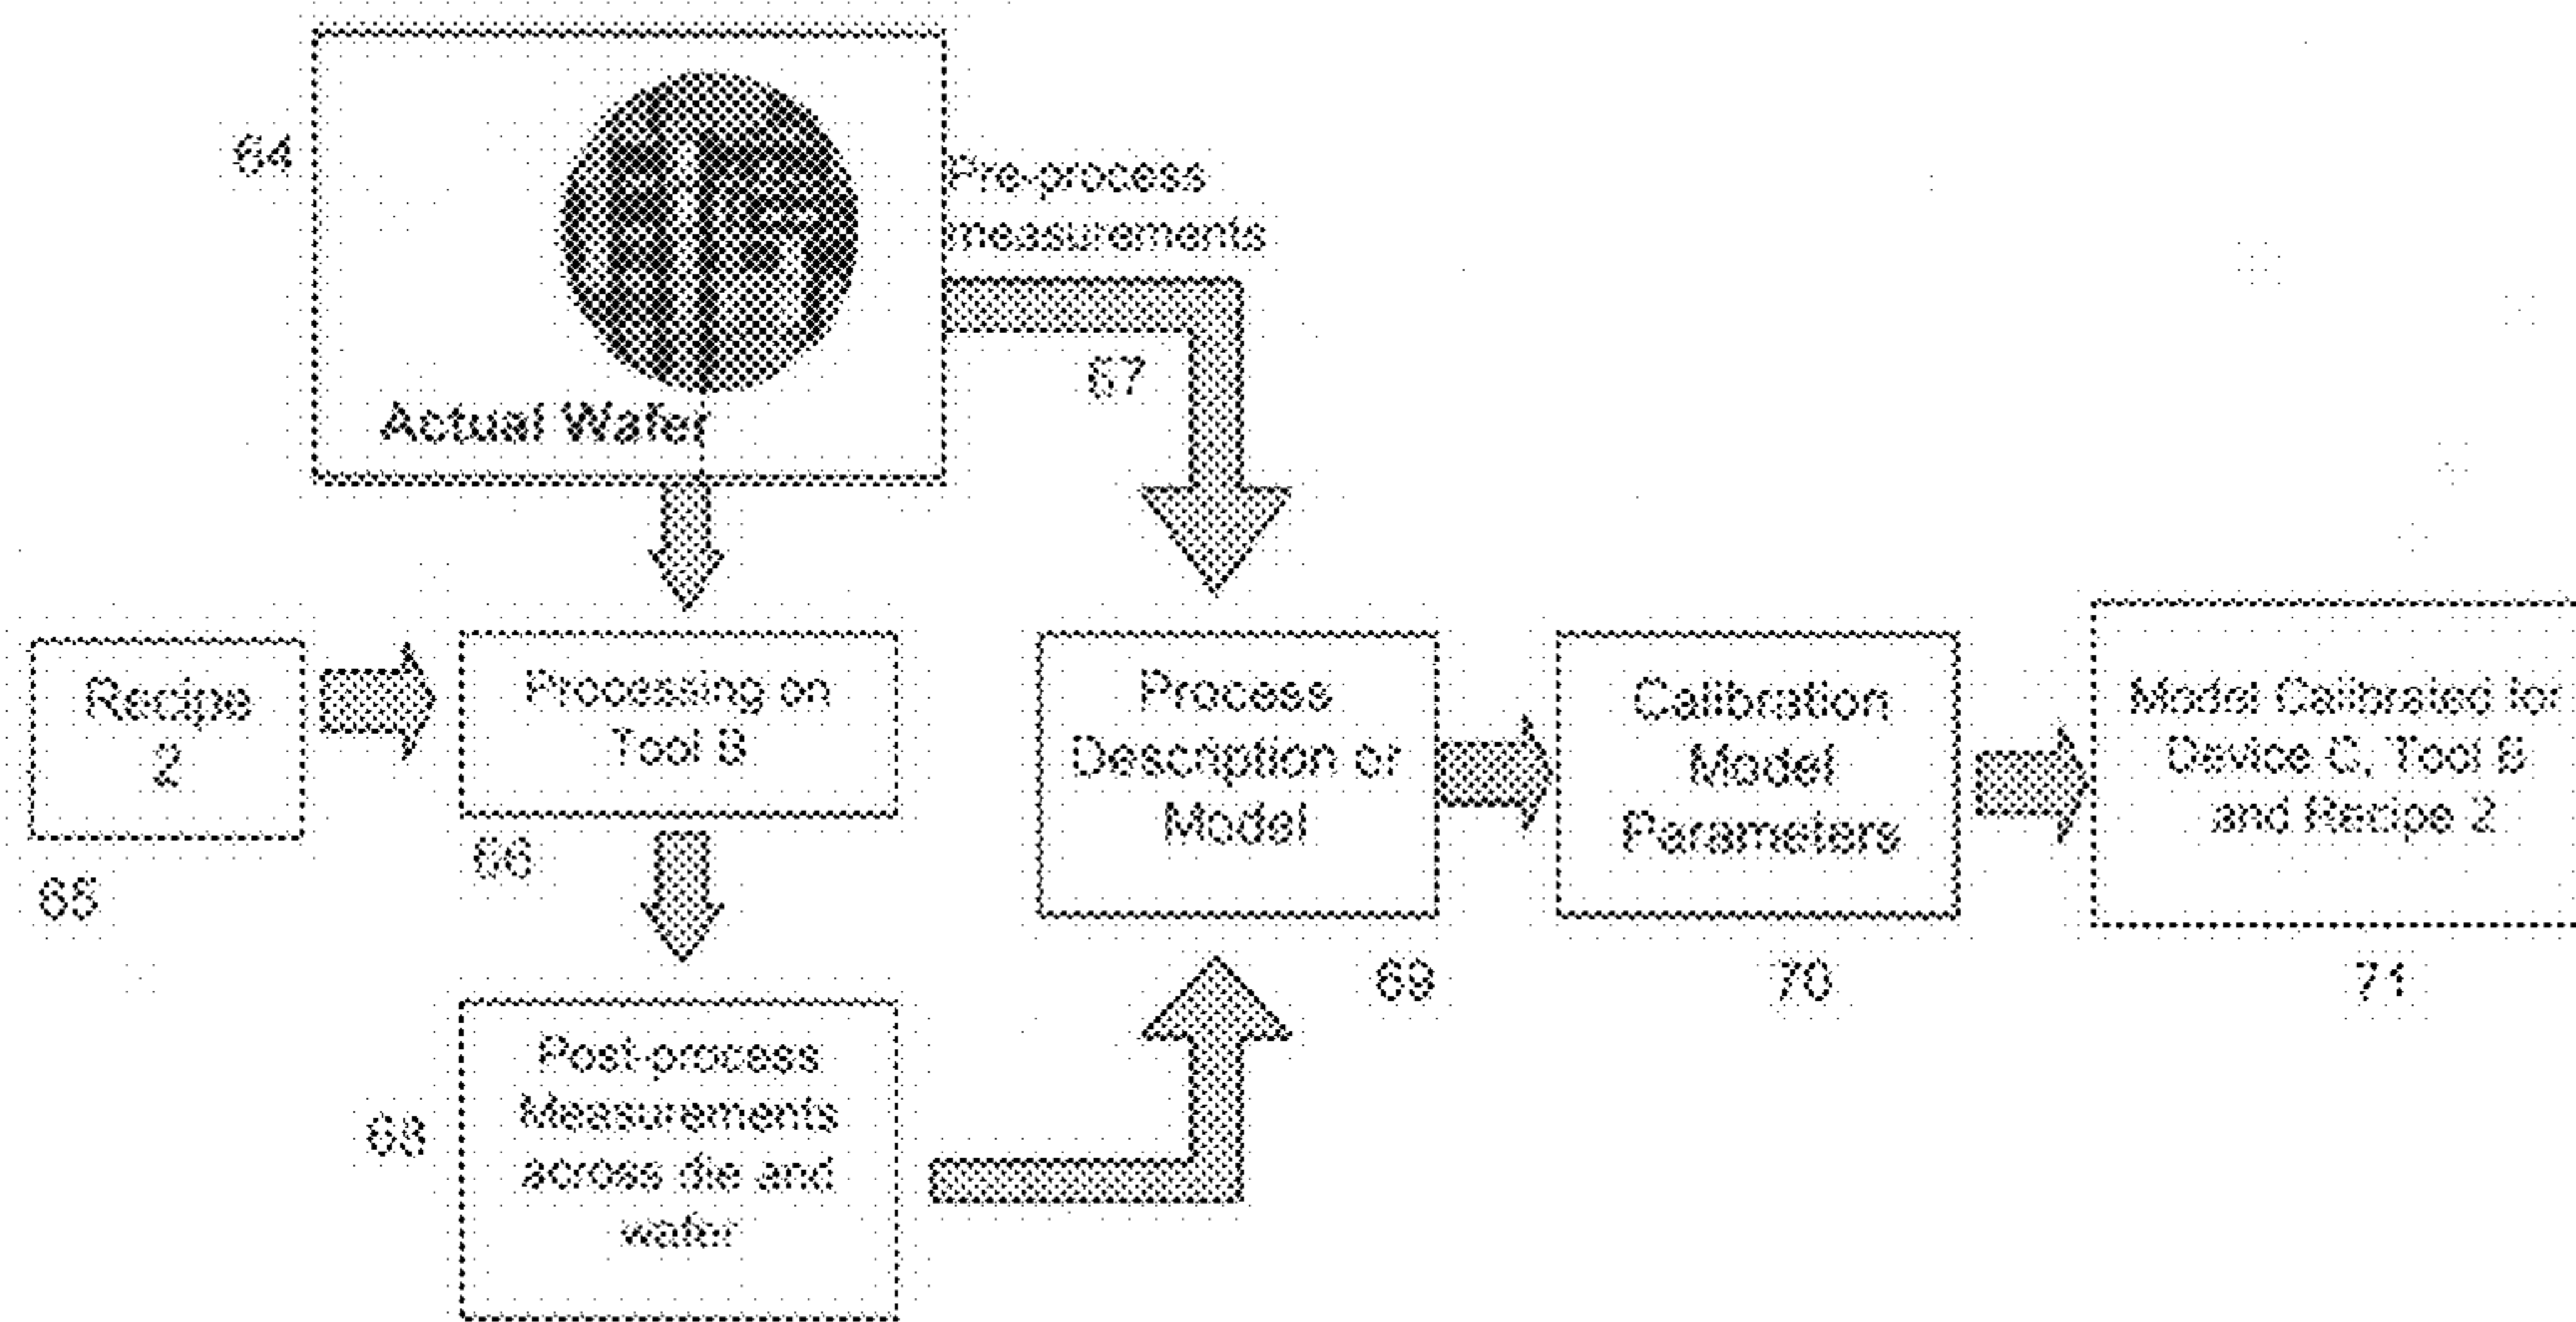 64
Pre-process
measurements
67
Actual Wafer
Recipe
2
65
Processing on
Tool B
66
Process
Description or
Model
69
Calibration
Model
Parameters
70
Model Calibrated for
Device C, Tool B
and Recipe 2
71
68
Post-process
Measurements
across die and
wafer